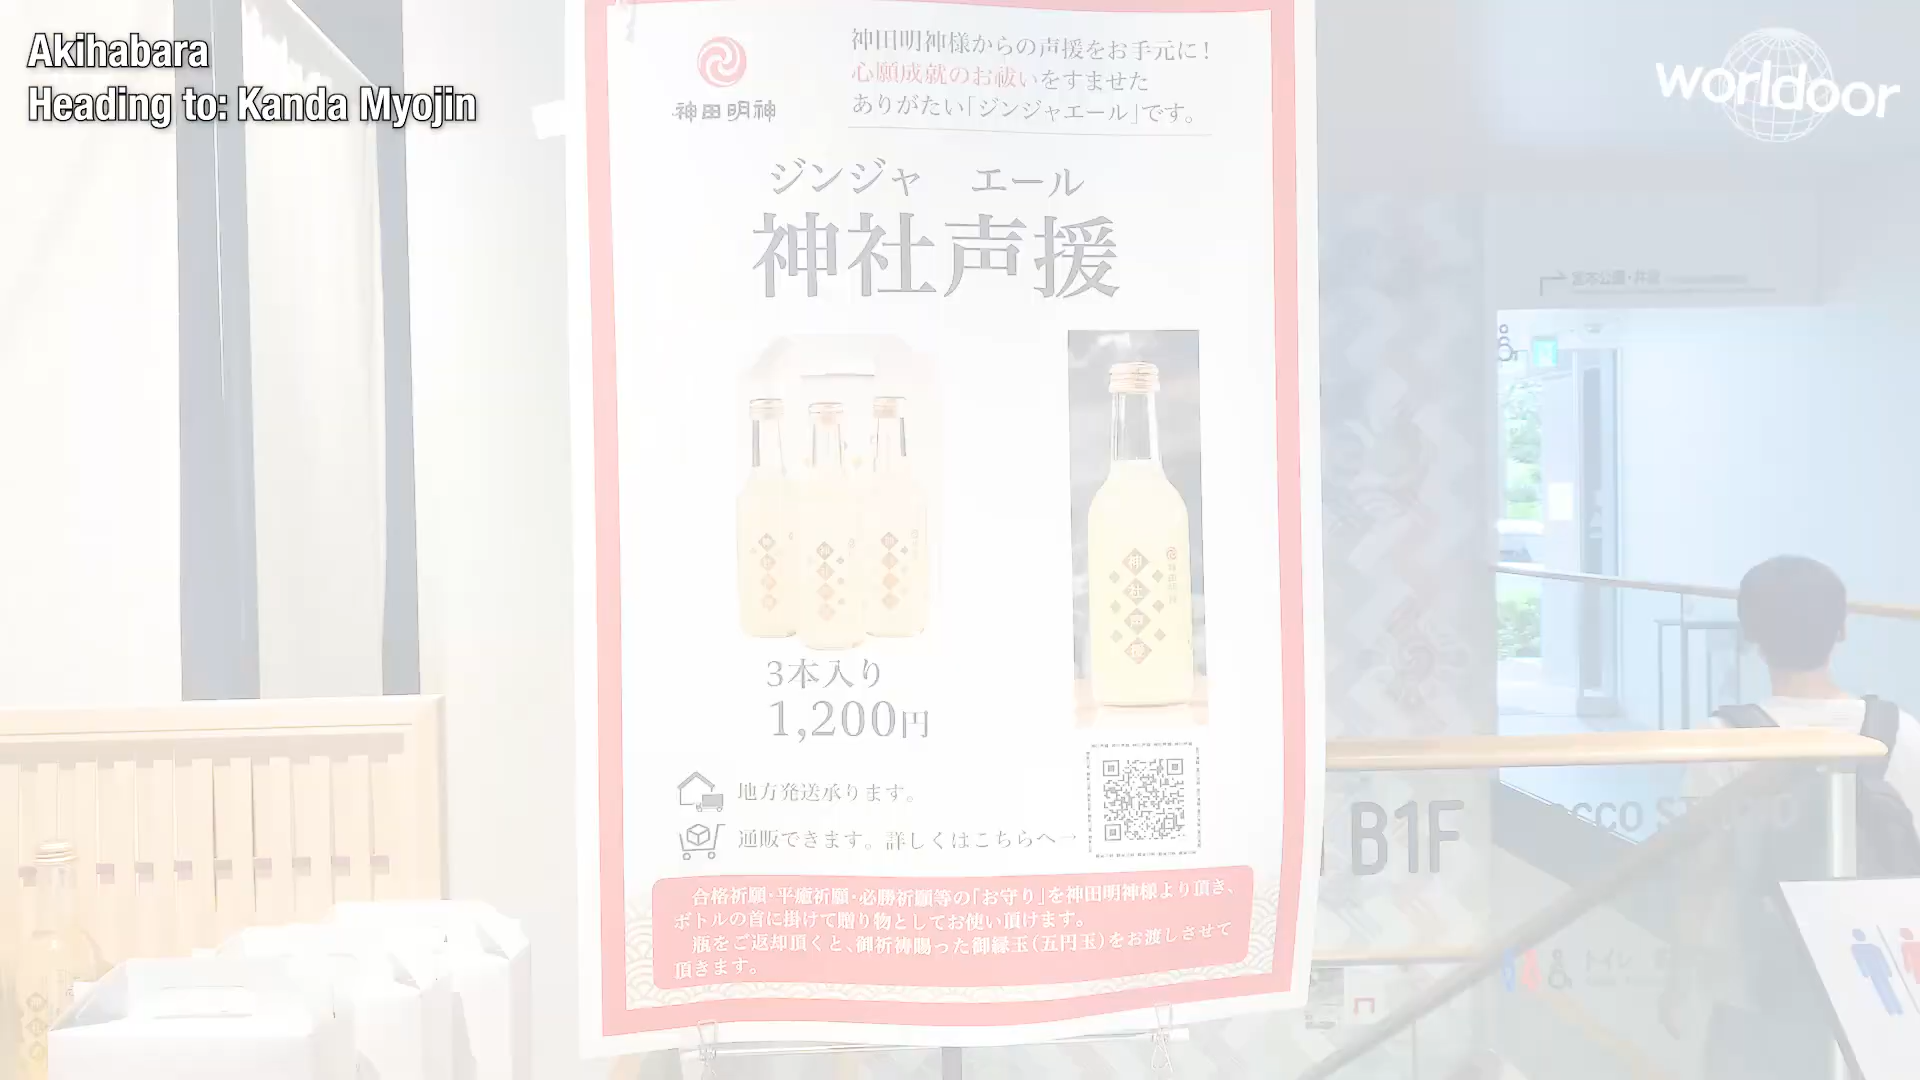 Akihabara
Heading to: Kanda Myojin
worldoor
神田明神
神田明神様からの声援をお手元に!
心願成就のお祓いをすませた
ありがたい「ジンジャエール」です。
ジンジャ エール
神社声援
3本入り
1,200円
地方発送承ります。
通販できます。詳しくはこちらへ→
合格祈願・平癒祈願・必勝祈願等の「お守り」を神田明神様より頂き、
ボトルの首に掛けて贈り物としてお使い頂けます。
瓶をご返却頂くと、御祈祷賜った御縁玉(五円玉)をお渡しさせて
頂きます。
神社声援
B1F
トイレ